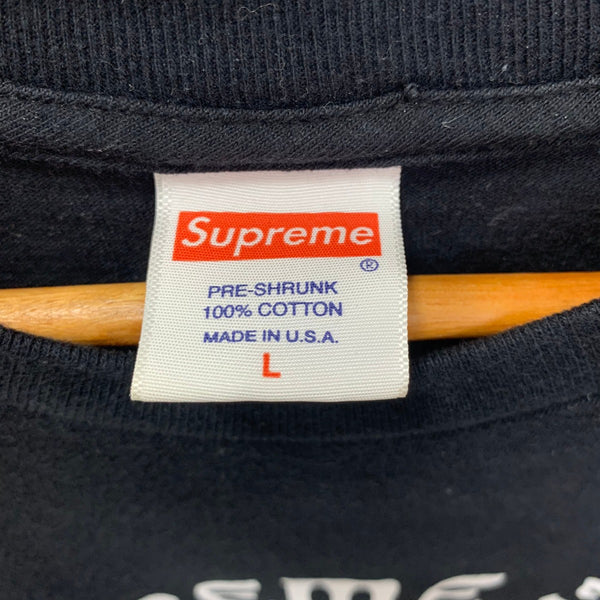 Supreme
®
PRE-SHRUNK
100% COTTON
MADE IN U.S.A.
L